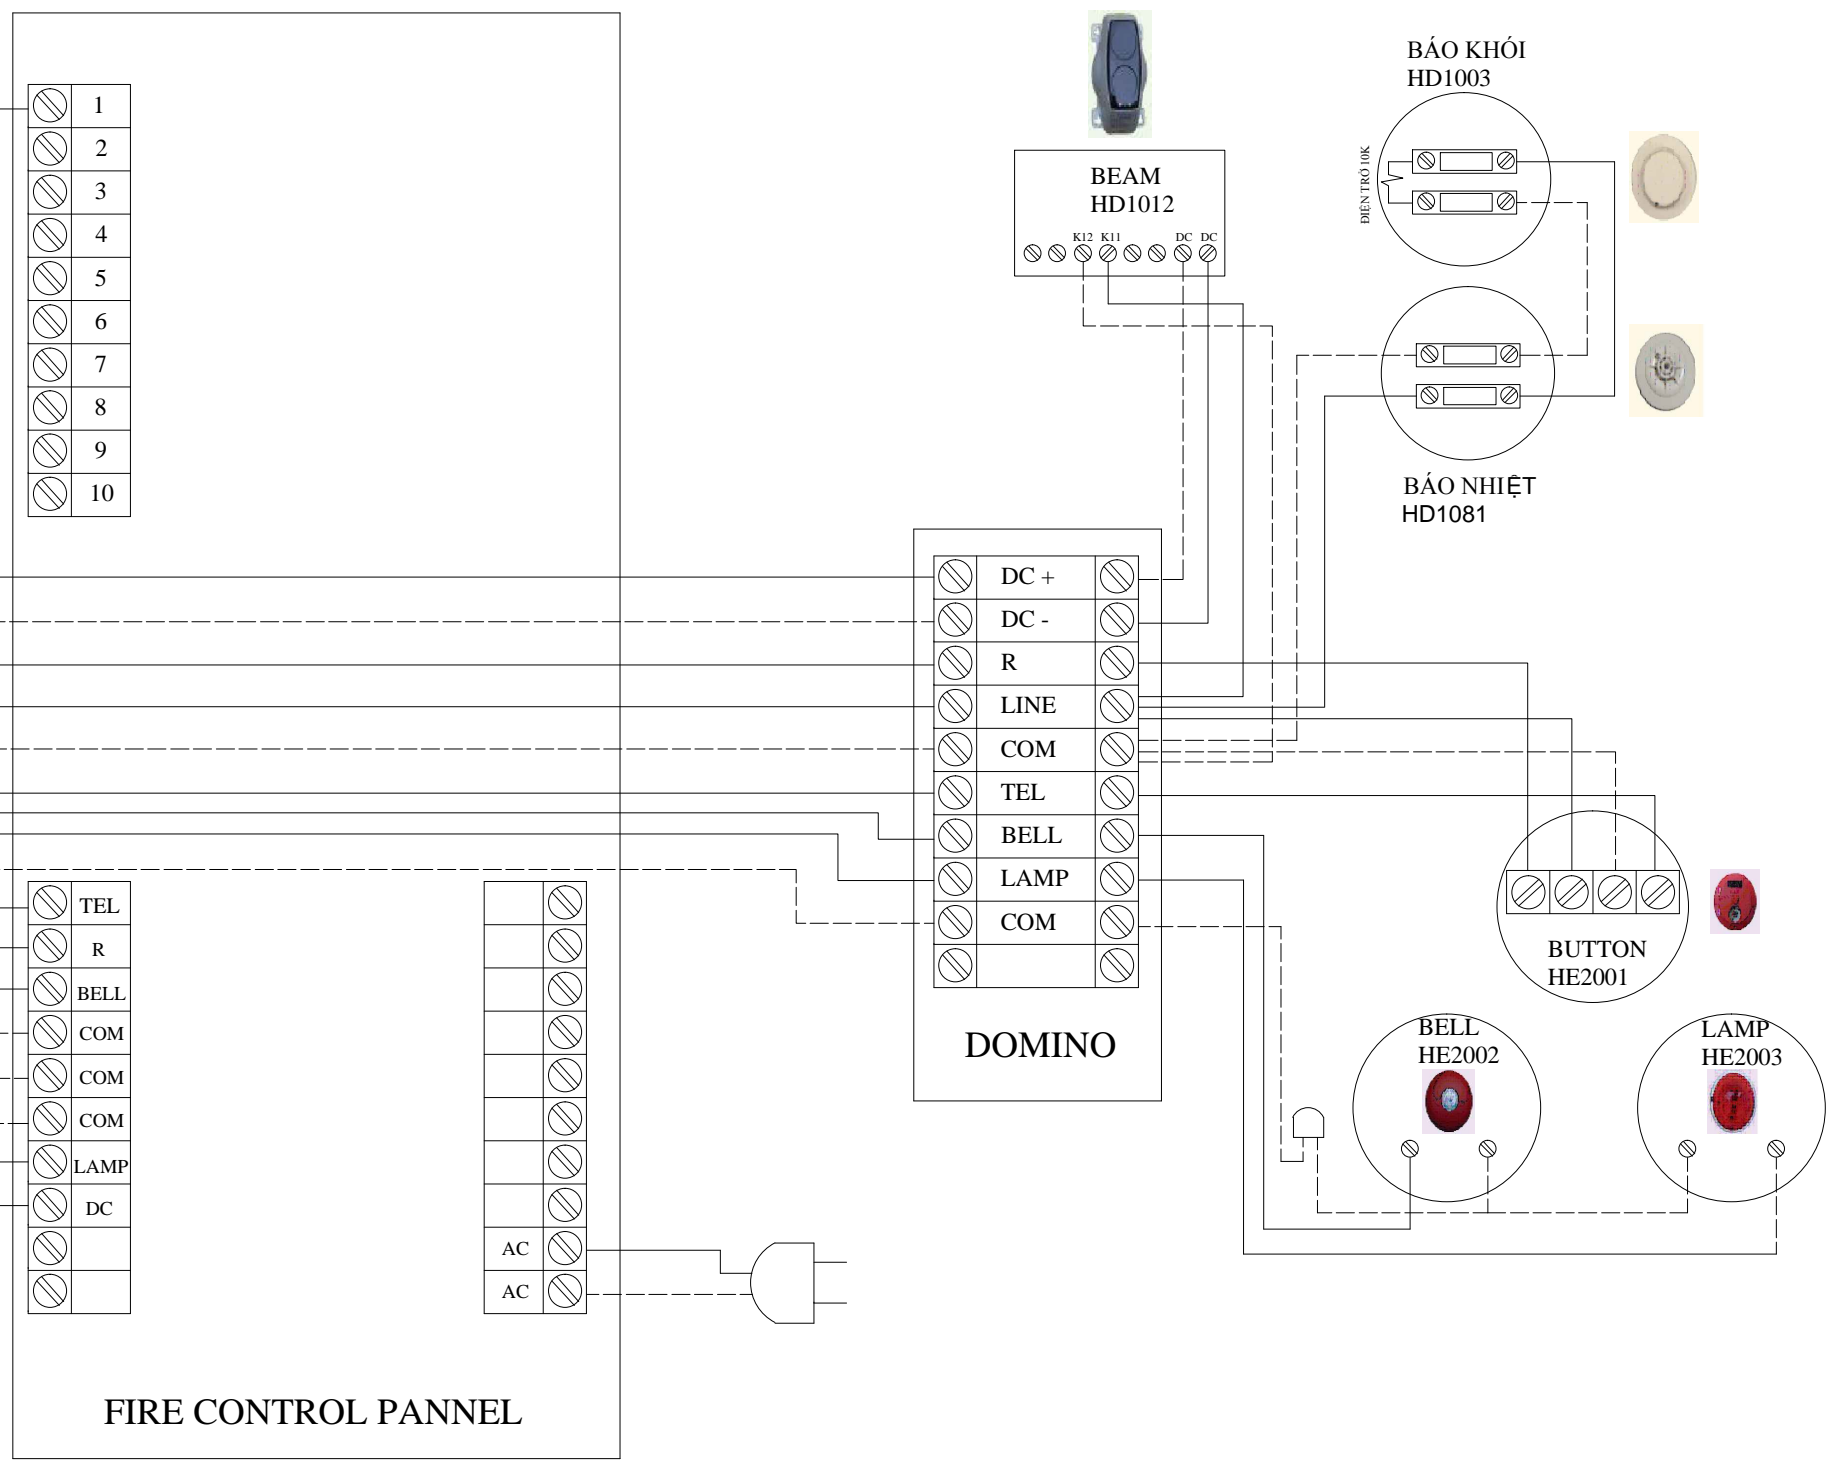 1
2
3
4
5
6
7
8
9
10
TEL
R
BELL
COM
COM
COM
LAMP
DC
AC
AC
FIRE CONTROL PANNEL
BEAM
HD1012
K12 K11 DC DC
BÁO KHÓI
HD1003
ĐIỆN TRỞ 10K
BÁO NHIỆT
HD1081
DC +
DC -
R
LINE
COM
TEL
BELL
LAMP
COM
DOMINO
BUTTON
HE2001
BELL
HE2002
LAMP
HE2003